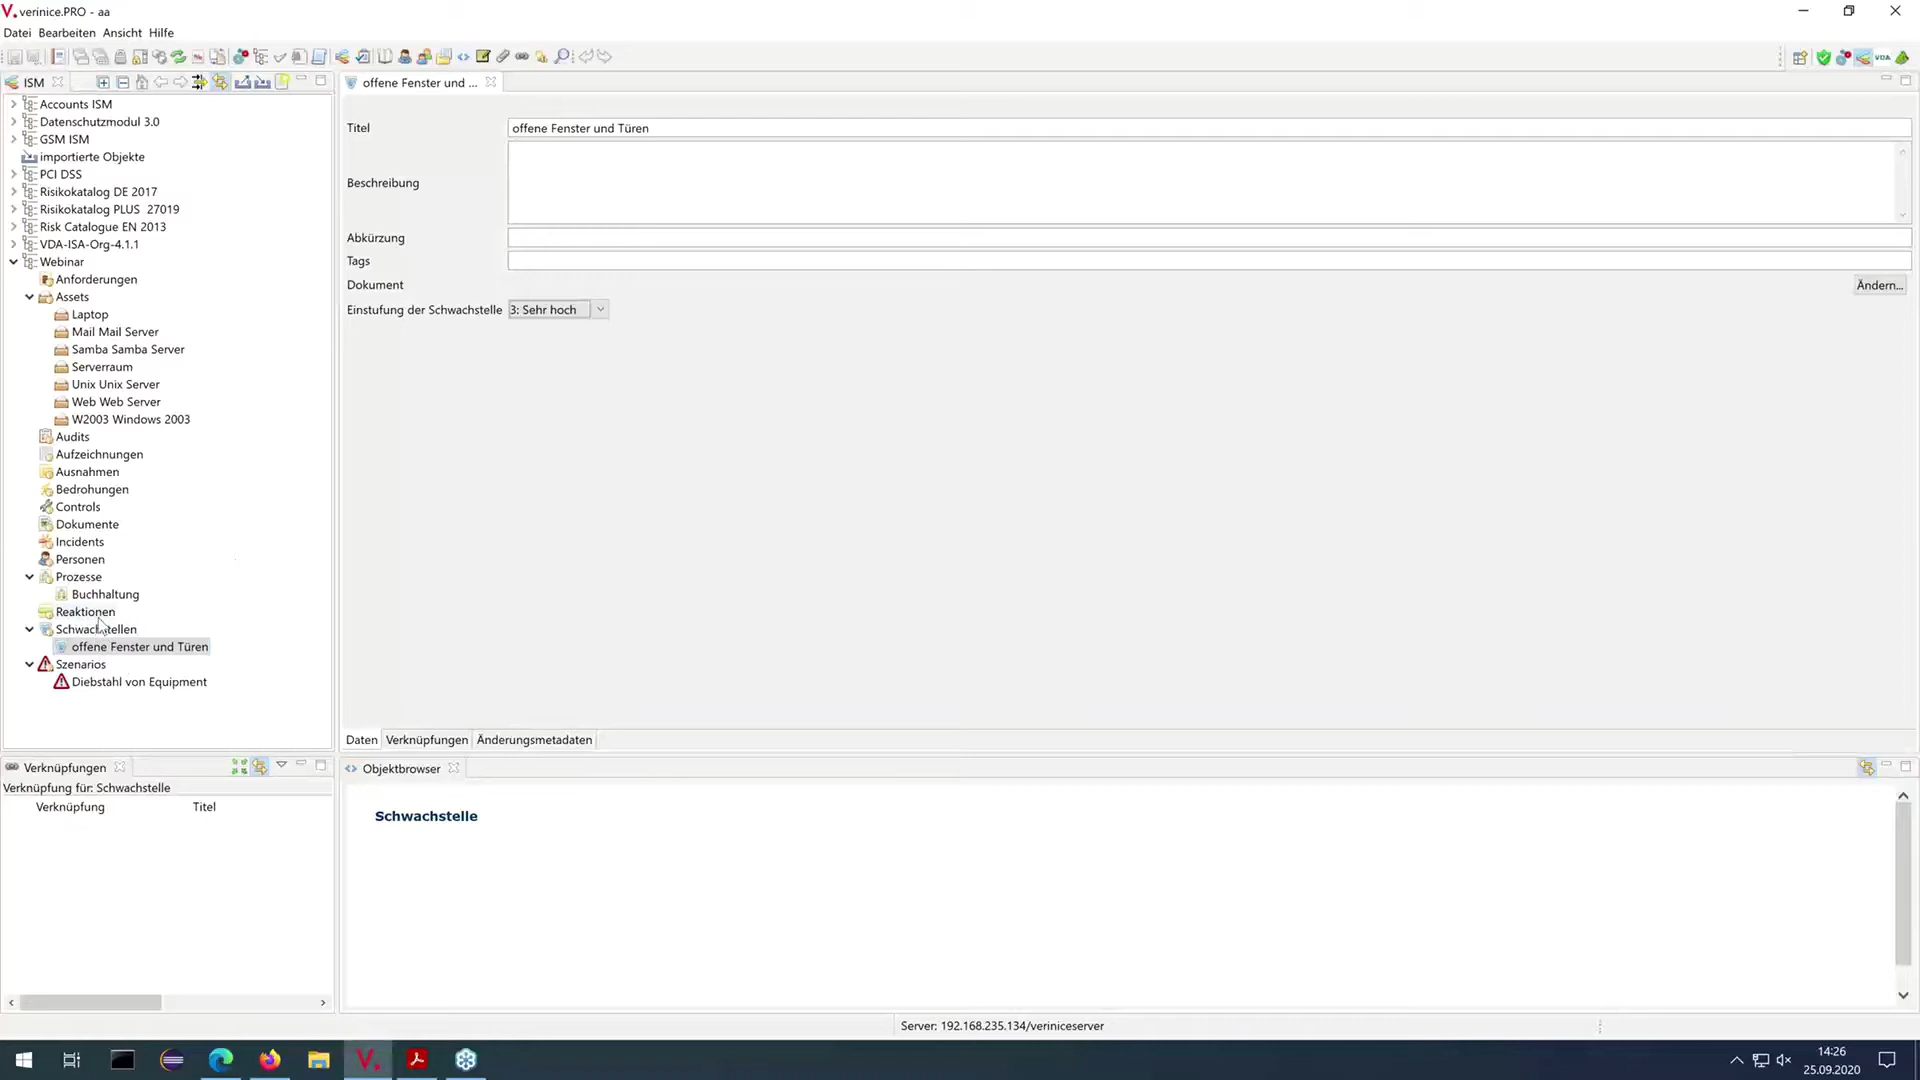 verinice.PRO - aa
Datei Bearbeiten Ansicht Hilfe
ISM
Accounts ISM
Datenschutzmodul 3.0
GSM ISM
importierte Objekte
PCI DSS
Risikokatalog DE 2017
Risikokatalog PLUS 27019
Risk Catalogue EN 2013
VDA-ISA-Org-4.1.1
Webinar
Anforderungen
Assets
Laptop
Mail Mail Server
Samba Samba Server
Serverraum
Unix Unix Server
Web Web Server
W2003 Windows 2003
Audits
Aufzeichnungen
Ausnahmen
Bedrohungen
Controls
Dokumente
Incidents
Personen
Prozesse
Buchhaltung
Reaktionen
Schwachstellen
offene Fenster und Türen
Szenarios
Diebstahl von Equipment
offene Fenster und ...
VDA
Titel offene Fenster und Türen
Beschreibung
Abkürzung
Tags
Dokument Ändern...
Einstufung der Schwachstelle 3: Sehr hoch
Daten Verknüpfungen Änderungsmetadaten
Verknüpfungen
Verknüpfung für: Schwachstelle
Verknüpfung Titel
Objektbrowser
Schwachstelle
Server: 192.168.235.134/veriniceserver
14:26
25.09.2020